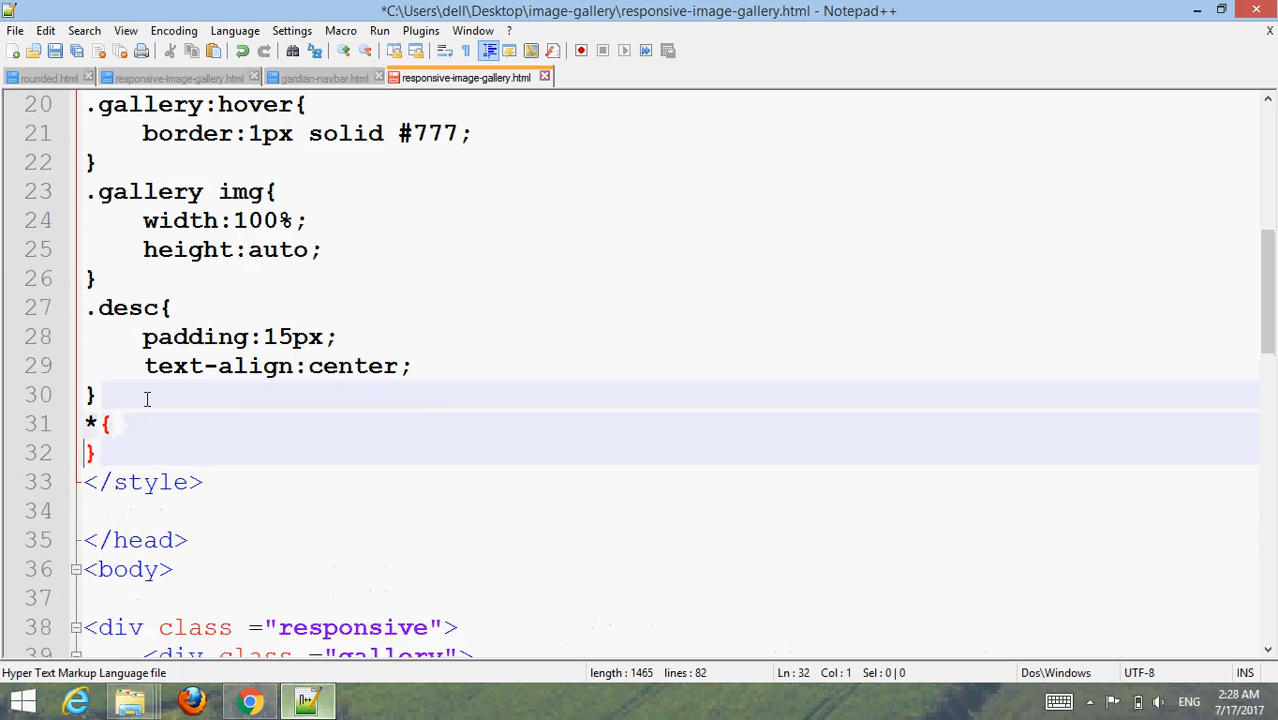 *C:\Users\dell\Desktop\image-gallery\responsive-image-gallery.html - Notepad++
File Edit Search View Encoding Language Settings Macro Run Plugins Window ? X
rounded.html responsive-image-gallery.html gardian-navbar.html responsive-image-gallery.html
20 .gallery:hover{
21 border:1px solid #777;
22 }
23 .gallery img{
24 width:100%;
25 height:auto;
26 }
27 .desc{
28 padding:15px;
29 text-align:center;
30 }
31 *{
32 }
33 </style>
34
35 </head>
36 <body>
37
38 <div class ="responsive">
39 <div class ="gallery">
Hyper Text Markup Language file length : 1465 lines : 82 Ln : 32 Col : 1 Sel : 0 | 0 Dos\Windows UTF-8 INS
ENG 2:28 AM
7/17/2017